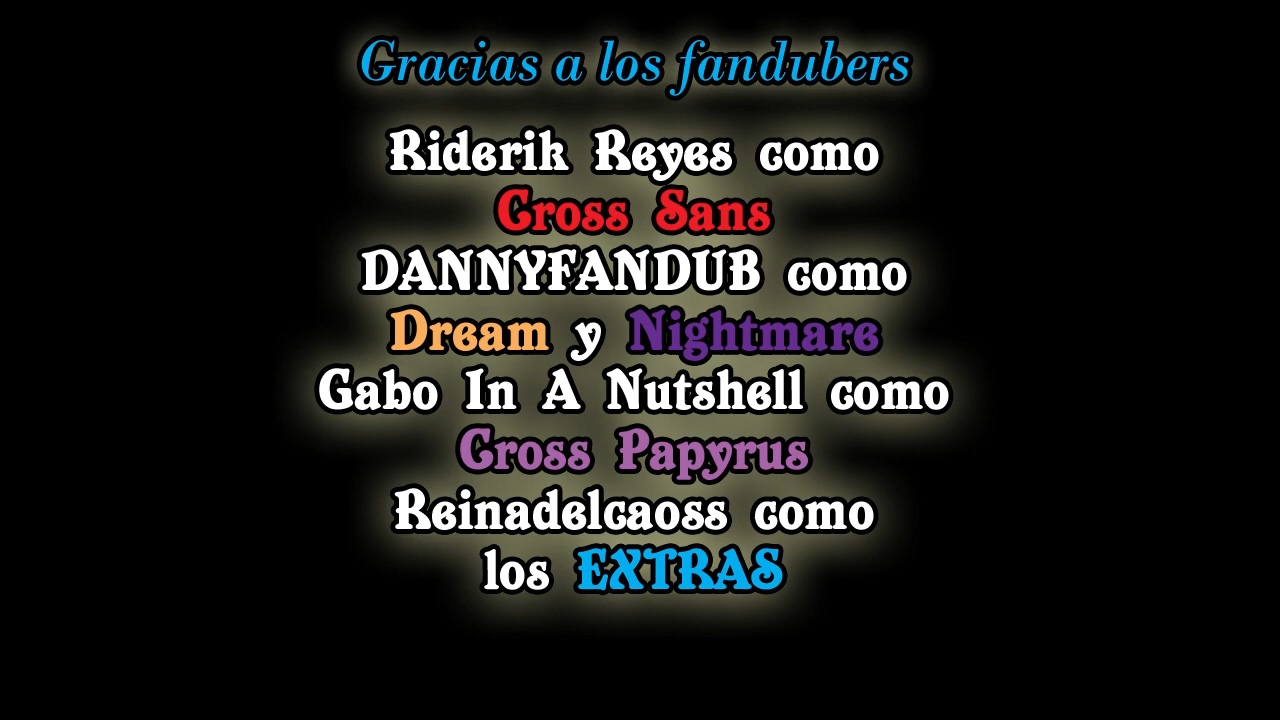 Gracias a los fandubers
Riderik Reyes como
Cross Sans
DANNYFANDUB como
Dream y Nightmare
Gabo In A Nutshell como
Cross Papyrus
Reinadelcaoss como
los EXTRAS